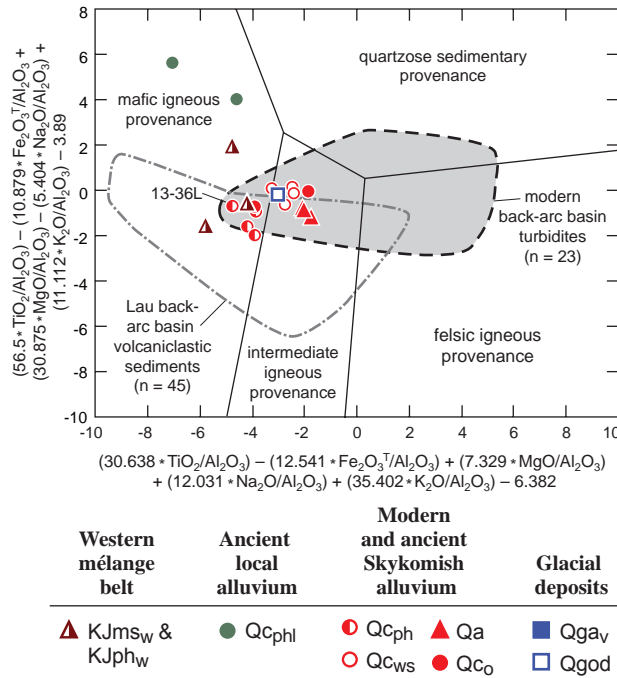 8
6
4
2
0
-2
-4
-6
-8
-10
(56.5*TiO2/Al2O3) – (10.879*Fe2O3T/Al2O3) +
(30.875*MgO/Al2O3) – (5.404*Na2O/Al2O3) +
(11.112*K2O/Al2O3) – 3.89
quartzose sedimentary
provenance
mafic igneous
provenance
13-36L
modern
back-arc basin
turbidites
(n = 23)
Lau back-
arc basin
volcaniclastic
sediments
(n = 45)
intermediate
igneous
provenance
felsic igneous
provenance
-10 -8 -6 -4 -2 0 2 4 6 8 10
(30.638*TiO2/Al2O3) – (12.541*Fe2O3T/Al2O3) + (7.329*MgO/Al2O3)
+ (12.031*Na2O/Al2O3) + (35.402*K2O/Al2O3) – 6.382
Western
mélange
belt
Ancient
local
alluvium
Modern
and ancient
Skykomish
alluvium
Glacial
deposits
KJmsw &
KJphw
Qcphl
Qcph Qa
Qcws Qco
Qgav
Qgod